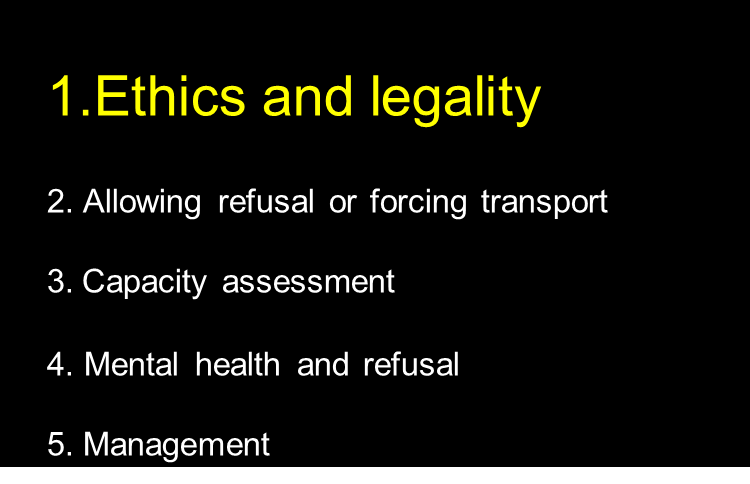 1.Ethics and legality
2. Allowing refusal or forcing transport
3. Capacity assessment
4. Mental health and refusal
5. Management